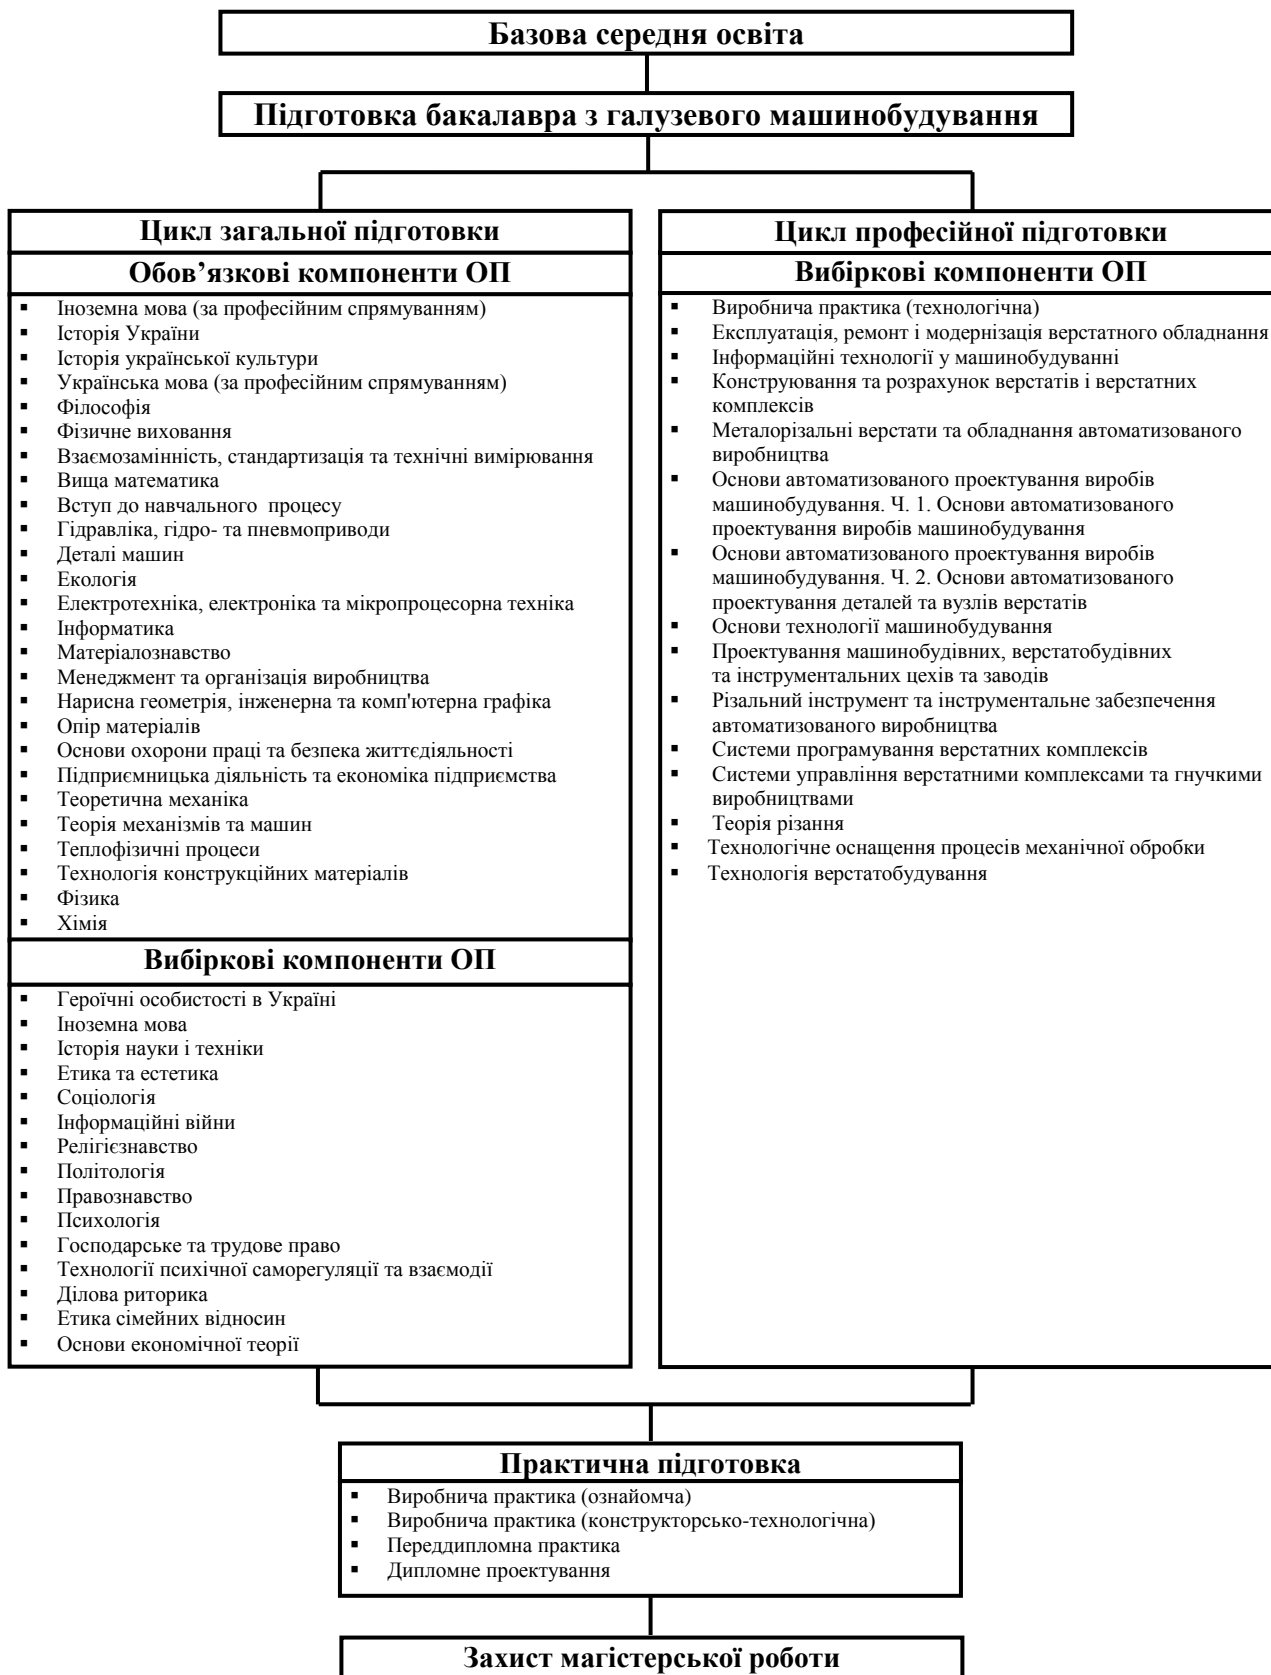 Базова середня освіта
Підготовка бакалавра з галузевого машинобудування
Цикл загальної підготовки
Обов’язкові компоненти ОП
▪ Іноземна мова (за професійним спрямуванням)
▪ Історія України
▪ Історія української культури
▪ Українська мова (за професійним спрямуванням)
▪ Філософія
▪ Фізичне виховання
▪ Взаємозамінність, стандартизація та технічні вимірювання
▪ Вища математика
▪ Вступ до навчального процесу
▪ Гідравліка, гідро- та пневмоприводи
▪ Деталі машин
▪ Екологія
▪ Електротехніка, електроніка та мікропроцесорна техніка
▪ Інформатика
▪ Матеріалознавство
▪ Менеджмент та організація виробництва
▪ Нарисна геометрія, інженерна та комп'ютерна графіка
▪ Опір матеріалів
▪ Основи охорони праці та безпека життєдіяльності
▪ Підприємницька діяльність та економіка підприємства
▪ Теоретична механіка
▪ Теорія механізмів та машин
▪ Теплофізичні процеси
▪ Технологія конструкційних матеріалів
▪ Фізика
▪ Хімія
Вибіркові компоненти ОП
▪ Героїчні особистості в Україні
▪ Іноземна мова
▪ Історія науки і техніки
▪ Етика та естетика
▪ Соціологія
▪ Інформаційні війни
▪ Релігієзнавство
▪ Політологія
▪ Правознавство
▪ Психологія
▪ Господарське та трудове право
▪ Технології психічної саморегуляції та взаємодії
▪ Ділова риторика
▪ Етика сімейних відносин
▪ Основи економічної теорії
Цикл професійної підготовки
Вибіркові компоненти ОП
▪ Виробнича практика (технологічна)
▪ Експлуатація, ремонт і модернізація верстатного обладнання
▪ Інформаційні технології у машинобудуванні
▪ Конструювання та розрахунок верстатів і верстатних
комплексів
▪ Металорізальні верстати та обладнання автоматизованого
виробництва
▪ Основи автоматизованого проектування виробів
машинобудування. Ч. 1. Основи автоматизованого
проектування виробів машинобудування
▪ Основи автоматизованого проектування виробів
машинобудування. Ч. 2. Основи автоматизованого
проектування деталей та вузлів верстатів
▪ Основи технології машинобудування
▪ Проектування машинобудівних, верстатобудівних
та інструментальних цехів та заводів
▪ Різальний інструмент та інструментальне забезпечення
автоматизованого виробництва
▪ Системи програмування верстатних комплексів
▪ Системи управління верстатними комплексами та гнучкими
виробництвами
▪ Теорія різання
▪ Технологічне оснащення процесів механічної обробки
▪ Технологія верстатобудування
Практична підготовка
▪ Виробнича практика (ознайомча)
▪ Виробнича практика (конструкторсько-технологічна)
▪ Переддипломна практика
▪ Дипломне проектування
Захист магістерської роботи